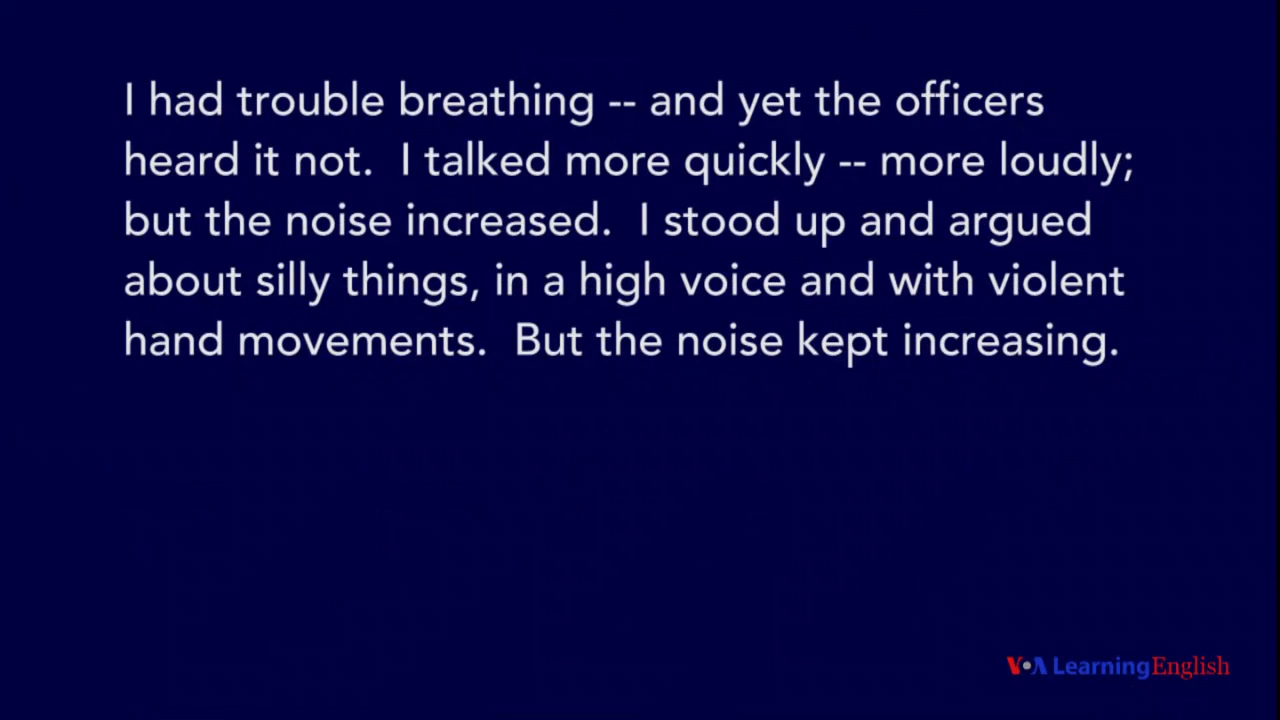 I had trouble breathing -- and yet the officers
heard it not.  I talked more quickly -- more loudly;
but the noise increased.  I stood up and argued
about silly things, in a high voice and with violent
hand movements.  But the noise kept increasing.
VOA LearningEnglish